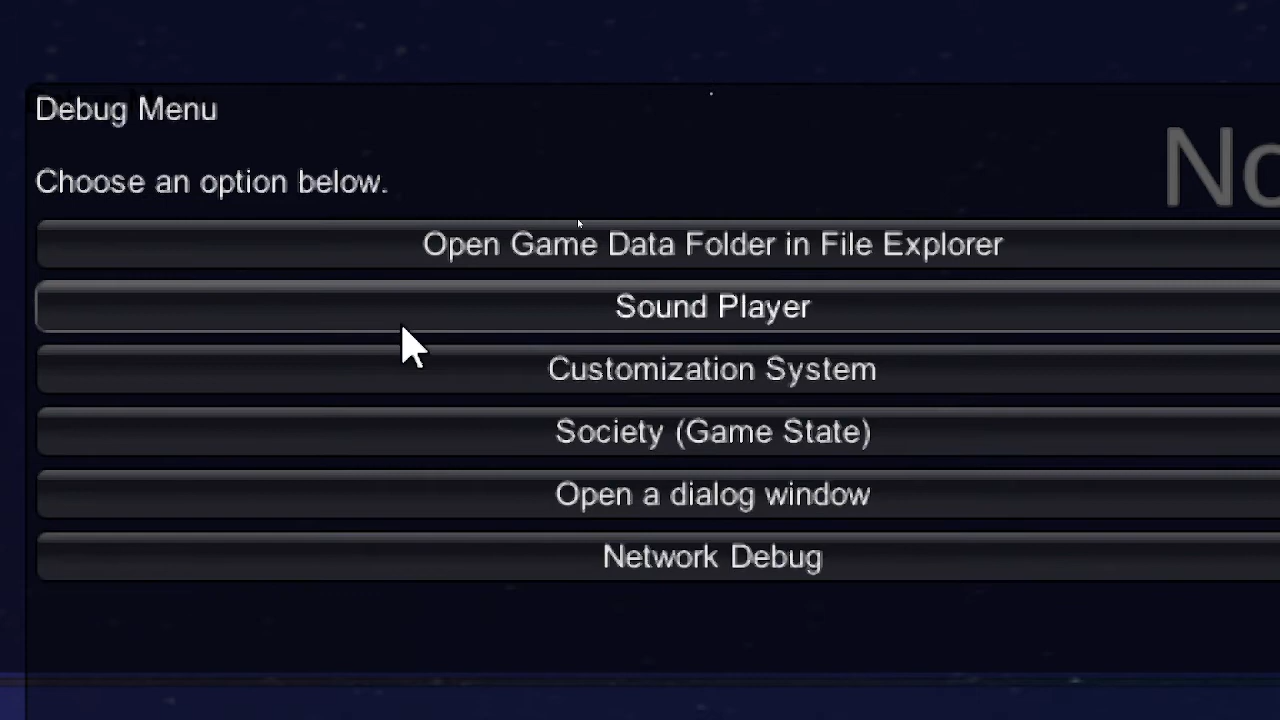 Debug Menu
Choose an option below.
Open Game Data Folder in File Explorer
Sound Player
Customization System
Society (Game State)
Open a dialog window
Network Debug